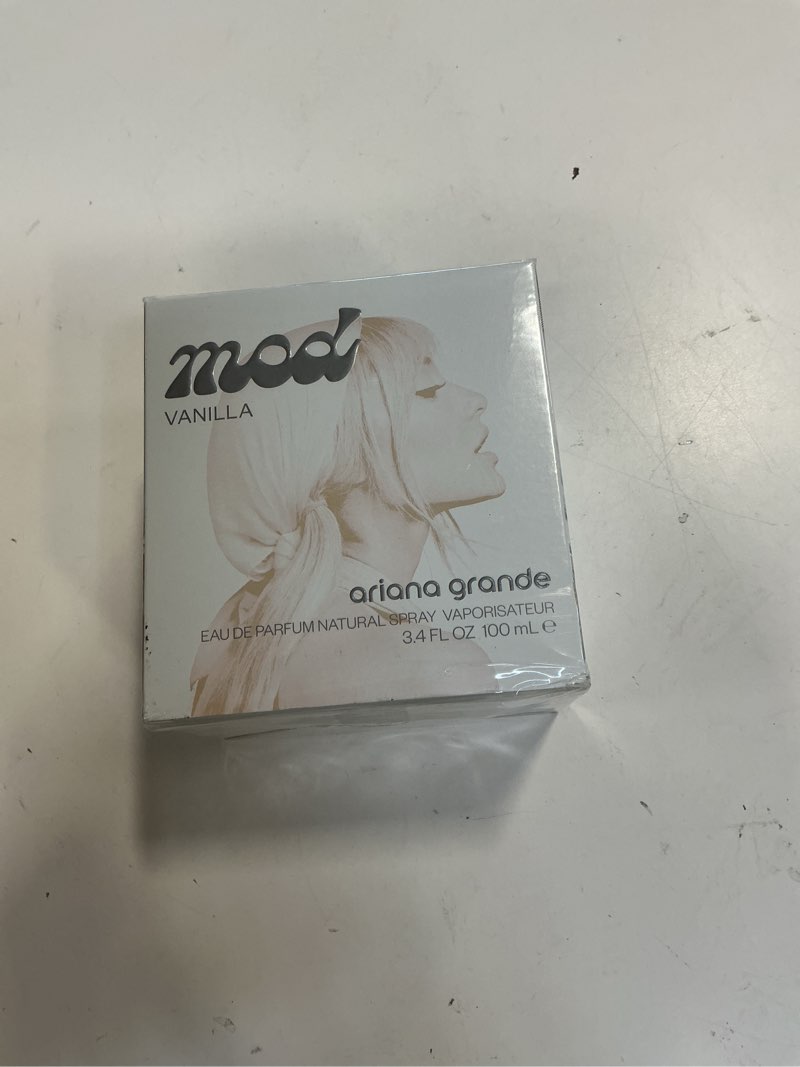 mod
VANILLA
ariana grande
EAU DE PARFUM NATURAL SPRAY VAPORISATEUR
3.4 FL OZ 100 mL ℮